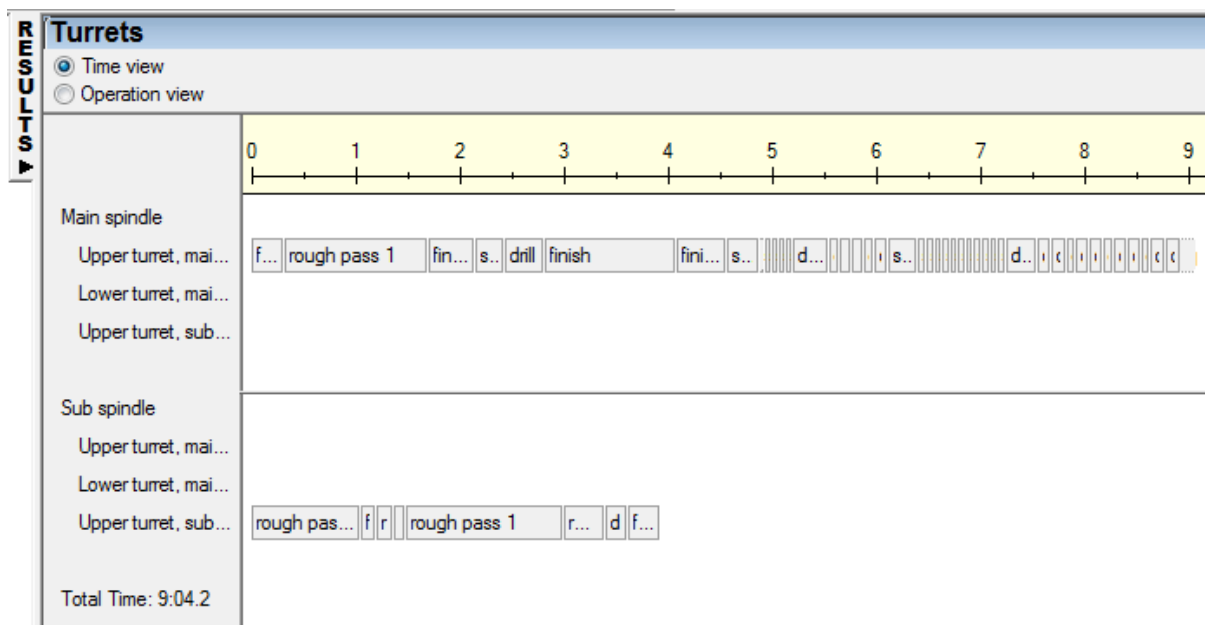 RESULTS
Turrets
Time view
Operation view
0 1 2 3 4 5 6 7 8 9
Main spindle
Upper turret, mai... f... rough pass 1 fin... s.. drill finish fini... s.. d... s.. d..
Lower turret, mai...
Upper turret, sub...
Sub spindle
Upper turret, mai...
Lower turret, mai...
Upper turret, sub... rough pas... f r rough pass 1 r... d f...
Total Time: 9:04.2